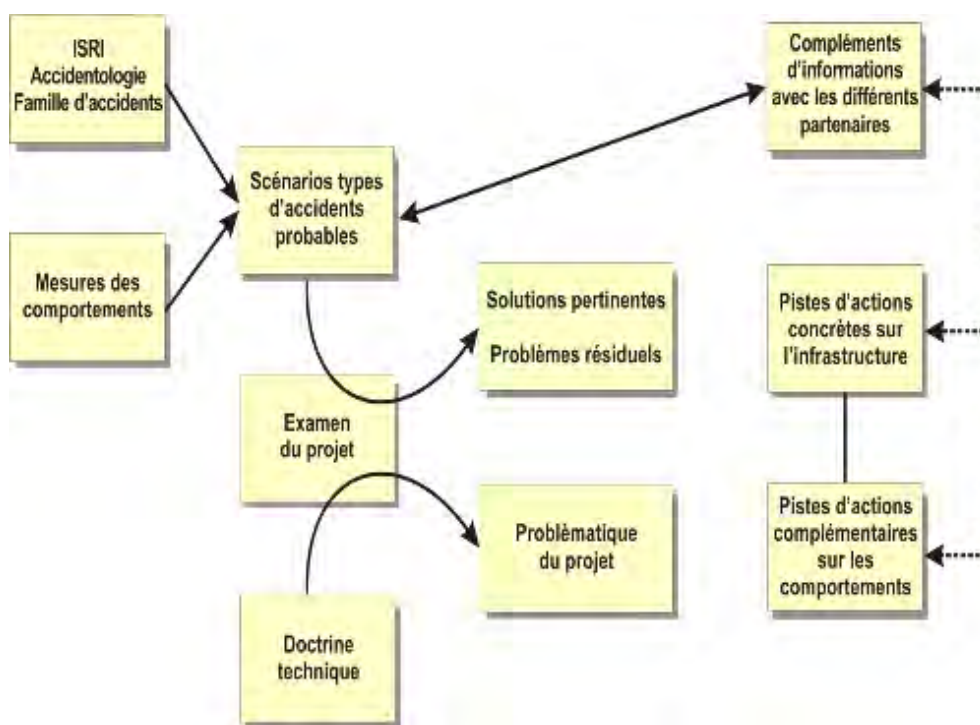 ISRI
Accidentologie
Famille d'accidents
Compléments
d'informations
avec les différents
partenaires
Scénarios types
d'accidents
probables
Mesures des
comportements
Solutions pertinentes
Problèmes résiduels
Pistes d'actions
concrètes sur
l'infrastructure
Examen
du projet
Problèmatique
du projet
Pistes d'actions
complémentaires
sur les
comportements
Doctrine
technique